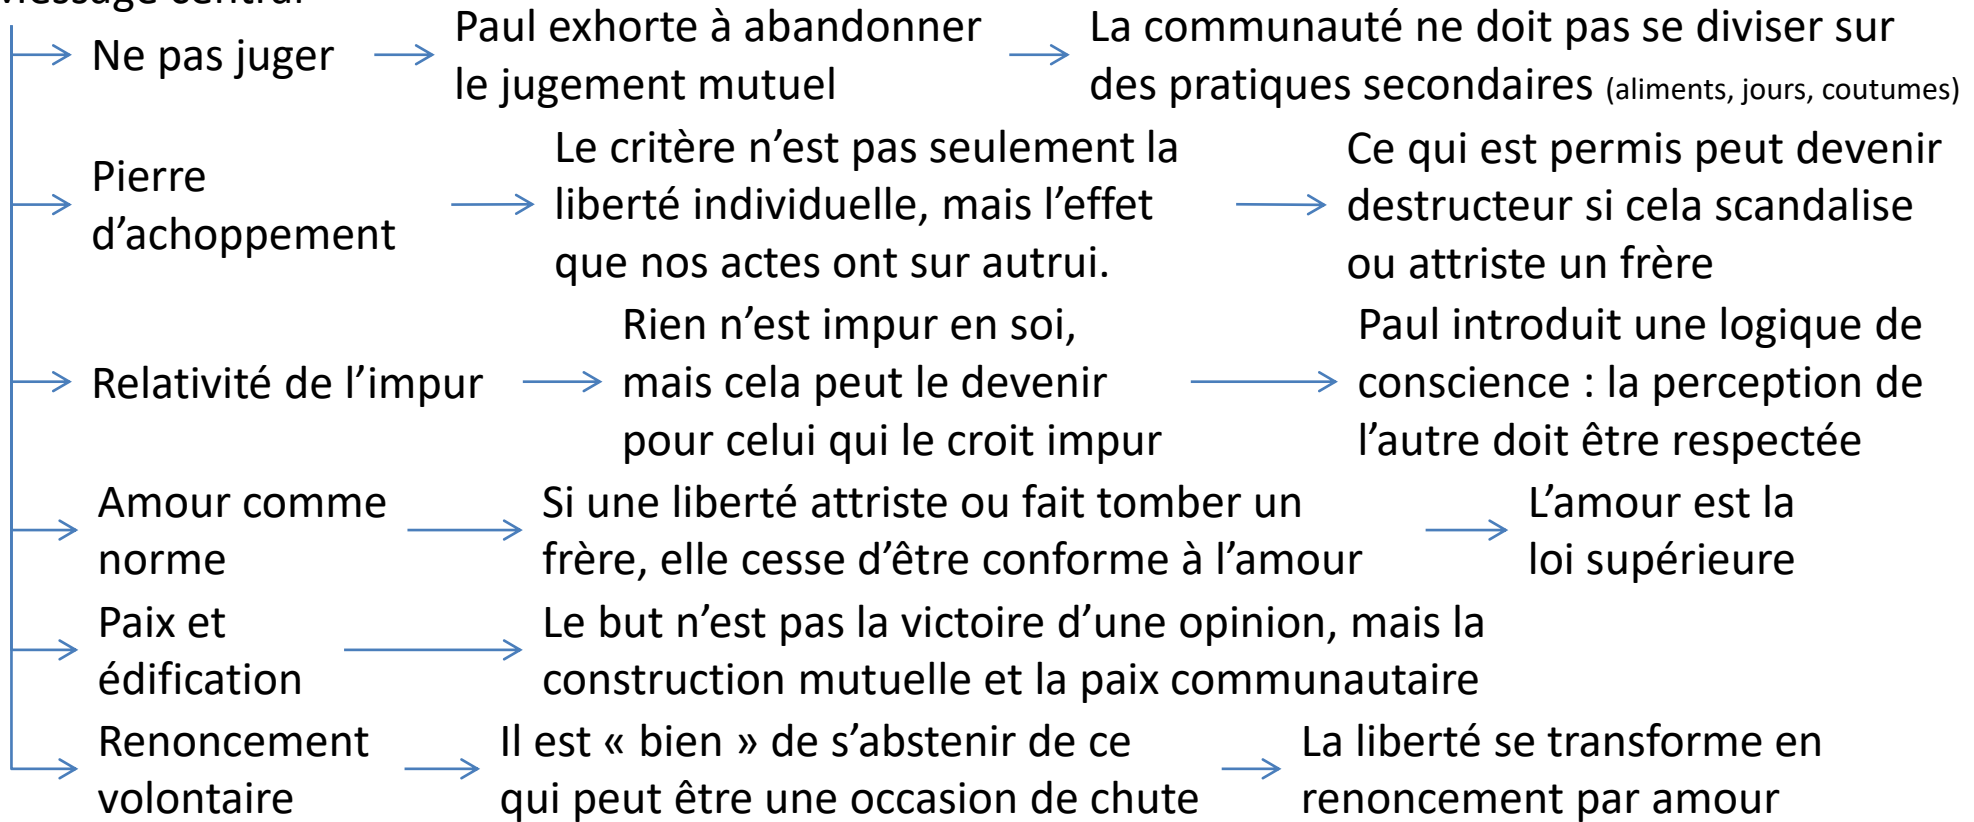 Message central
Ne pas juger
Paul exhorte à abandonner
le jugement mutuel
La communauté ne doit pas se diviser sur
des pratiques secondaires (aliments, jours, coutumes)
Pierre
d’achoppement
Le critère n’est pas seulement la
liberté individuelle, mais l’effet
que nos actes ont sur autrui.
Ce qui est permis peut devenir
destructeur si cela scandalise
ou attriste un frère
Relativité de l’impur
Rien n’est impur en soi,
mais cela peut le devenir
pour celui qui le croit impur
Paul introduit une logique de
conscience : la perception de
l’autre doit être respectée
Amour comme
norme
Si une liberté attriste ou fait tomber un
frère, elle cesse d’être conforme à l’amour
L’amour est la
loi supérieure
Paix et
édification
Le but n’est pas la victoire d’une opinion, mais la
construction mutuelle et la paix communautaire
Renoncement
volontaire
Il est « bien » de s’abstenir de ce
qui peut être une occasion de chute
La liberté se transforme en
renoncement par amour